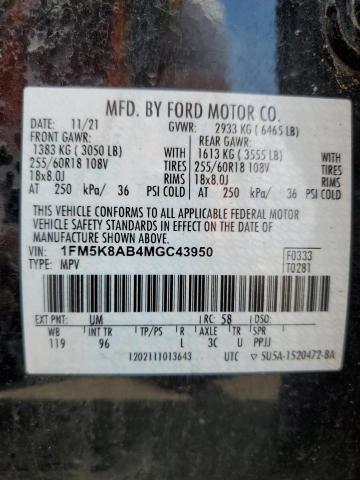 MFD. BY FORD MOTOR CO.
DATE: 11/21 GVWR: 2933 KG (6465 LB)
FRONT GAWR: REAR GAWR:
1383 KG (3050 LB) WITH 1613 KG (3555 LB) WITH
255/60R18 108V TIRES 255/60R18 108V TIRES
18x8.0J RIMS 18x8.0J RIMS
AT 250 kPa/ 36 PSI COLD AT 250 kPa/ 36 PSI COLD
THIS VEHICLE CONFORMS TO ALL APPLICABLE FEDERAL MOTOR
VEHICLE SAFETY AND THEFT PREVENTION STANDARDS IN EFFECT ON THE DATE OF
MANUFACTURE SHOWN ABOVE.
VIN: 1FM5K8AB4MGC43950 F0333
TYPE: MPV T0281
EXT PNT: UM RC: 58 DSO:
WB INT TR TP/PS R AXLE TR SPR
119 96 L 3C U PPJJ
1202111013643 UTC ▽5U5A-1520472-BA